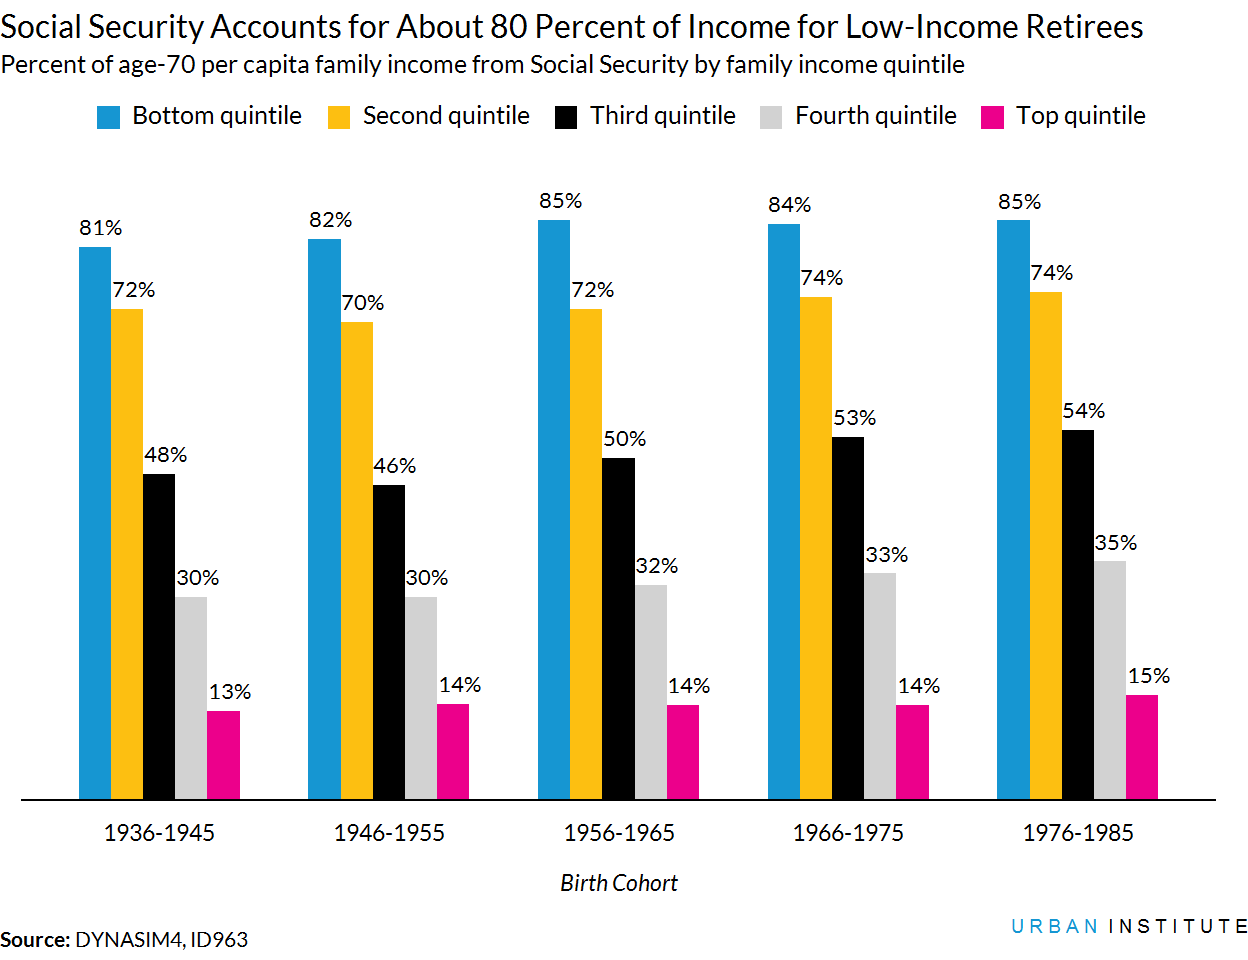 Social Security Accounts for About 80 Percent of Income for Low-Income Retirees
Percent of age-70 per capita family income from Social Security by family income quintile
Bottom quintile Second quintile Third quintile Fourth quintile Top quintile
81% 72% 48% 30% 13%
82% 70% 46% 30% 14%
85% 72% 50% 32% 14%
84% 74% 53% 33% 14%
85% 74% 54% 35% 15%
1936-1945 1946-1955 1956-1965 1966-1975 1976-1985
Birth Cohort
URBAN INSTITUTE
Source: DYNASIM4, ID963